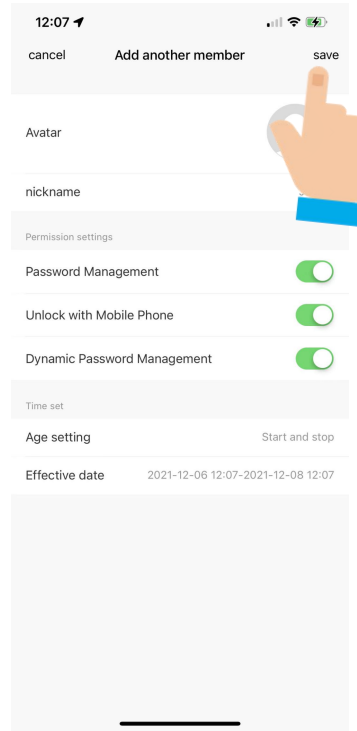 12:07
cancel Add another member save
Avatar
nickname
Permission settings
Password Management
Unlock with Mobile Phone
Dynamic Password Management
Time set
Age setting Start and stop
Effective date 2021-12-06 12:07-2021-12-08 12:07